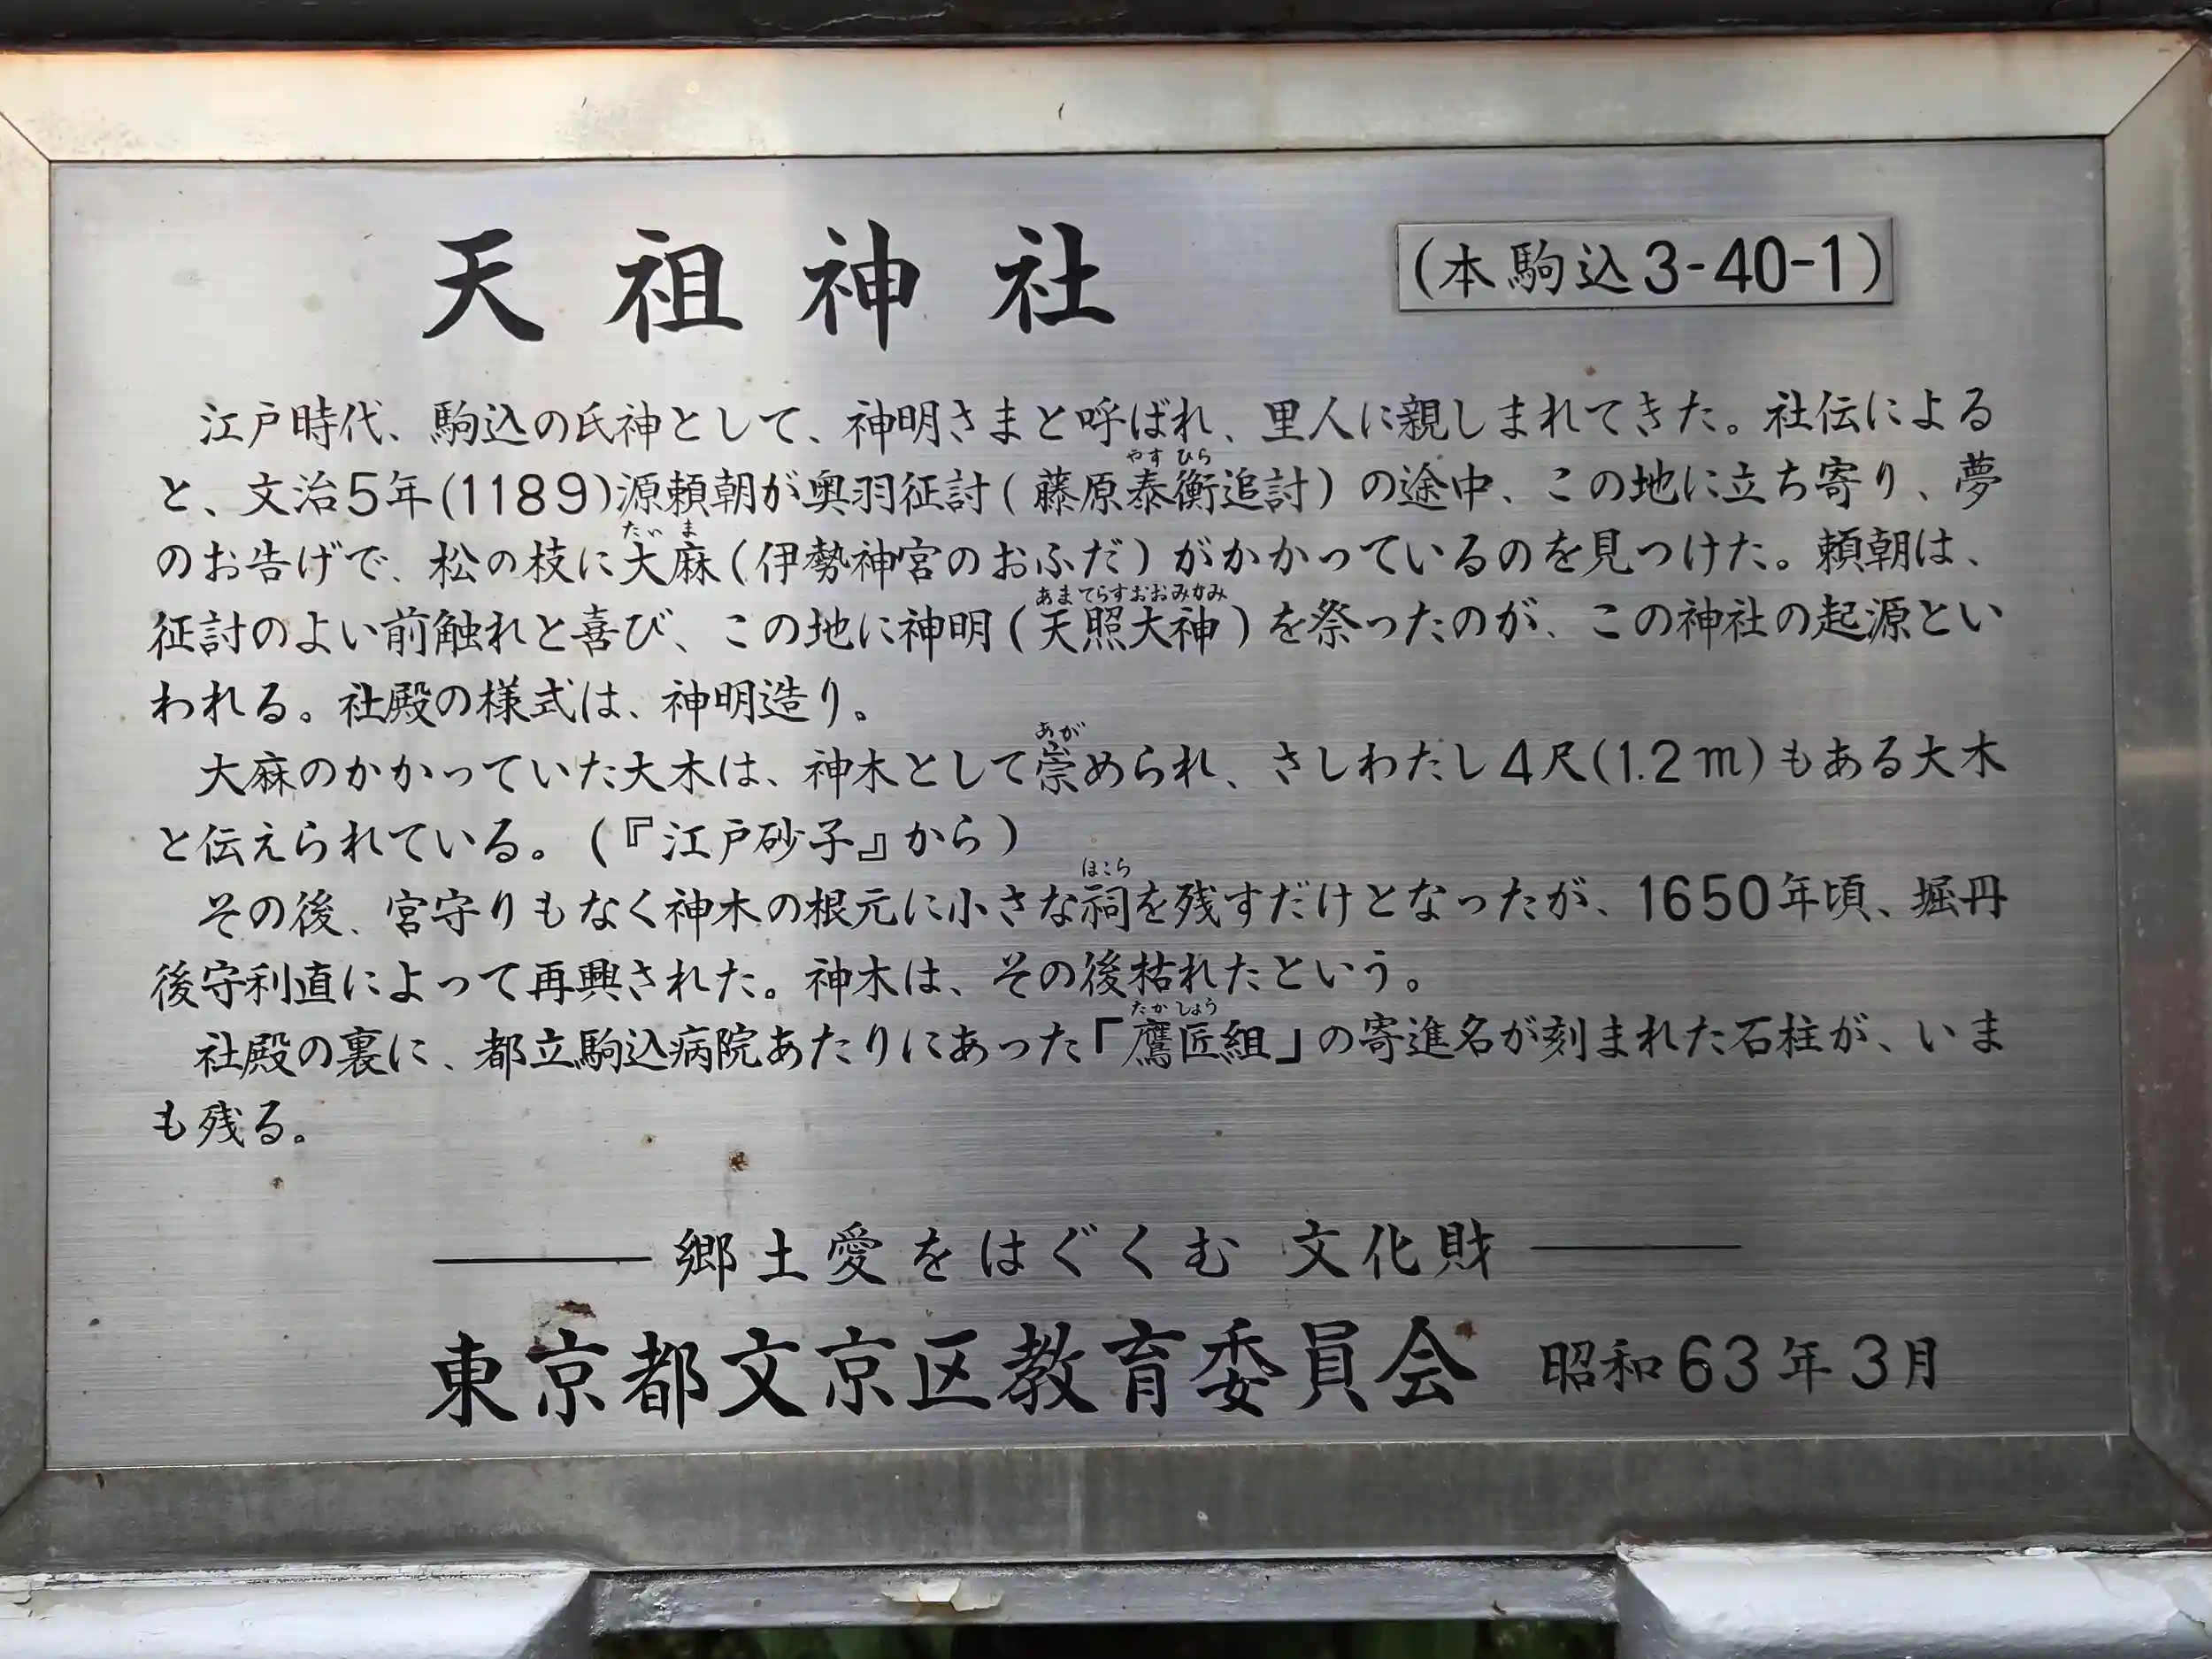 天祖神社 (本駒込3-40-1)
江戸時代、駒込の氏神として、神明さまと呼ばれ、里人に親しまれてきた。社伝による
と、文治5年(1189)源頼朝が奥羽征討(藤原泰衡追討)の途中、この地に立ち寄り、夢
のお告げで、松の枝に大麻(伊勢神宮のおふだ)がかかっているのを見つけた。頼朝は、
征討のよい前触れと喜び、この地に神明(天照大神)を祭ったのが、この神社の起源とい
われる。社殿の様式は、神明造り。
大麻のかかっていた大木は、神木として崇められ、さしわたし4尺(1.2m)もある大木
と伝えられている。(『江戸砂子』から)
その後、宮守りもなく神木の根元に小さな祠を残すだけとなったが、1650年頃、堀丹
後守利直によって再興された。神木は、その後枯れたという。
社殿の裏に、都立駒込病院あたりにあった「鷹匠組」の寄進名が刻まれた石柱が、いま
も残る。
――郷土愛をはぐくむ 文化財――
東京都文京区教育委員会 昭和63年3月